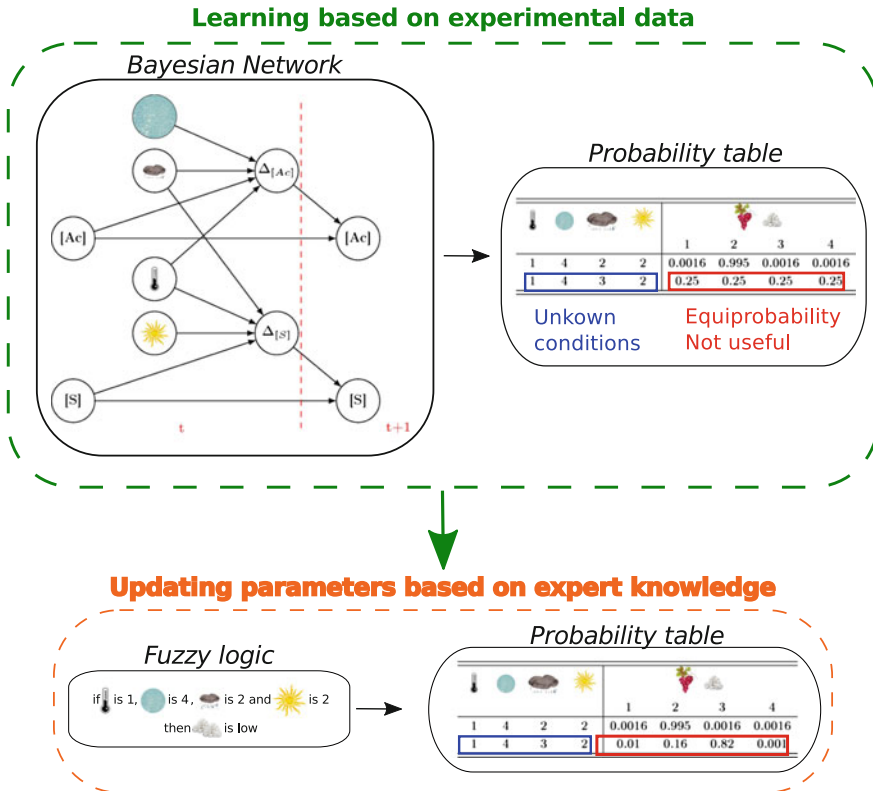 Learning based on experimental data
Bayesian Network
Δ[Ac]
[Ac]
[Ac]
Δ[S]
[S]
[S]
t
t+1
Probability table
1 2 3 4
1 4 2 2 0.0016 0.995 0.0016 0.0016
1 4 3 2 0.25 0.25 0.25 0.25
Unkown
conditions
Equiprobability
Not useful
Updating parameters based on expert knowledge
Fuzzy logic
if is 1, is 4, is 2 and is 2
then is low
Probability table
1 2 3 4
1 4 2 2 0.0016 0.995 0.0016 0.0016
1 4 3 2 0.01 0.16 0.82 0.001